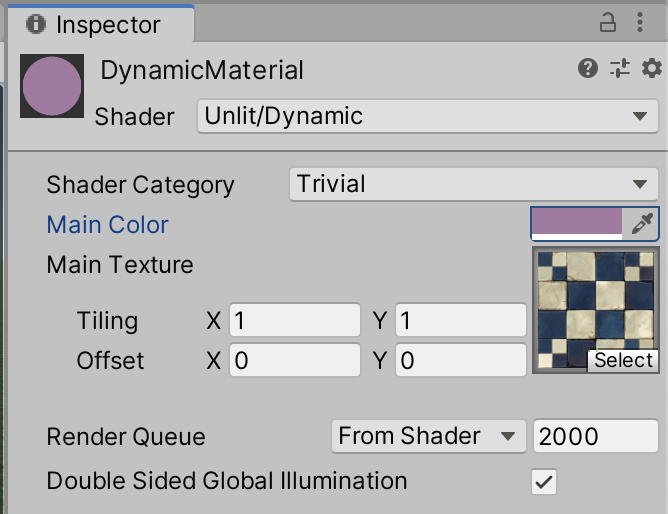 Inspector
DynamicMaterial
Shader Unlit/Dynamic
Shader Category Trivial
Main Color
Main Texture
Tiling X 1 Y 1
Offset X 0 Y 0
Select
Render Queue From Shader 2000
Double Sided Global Illumination